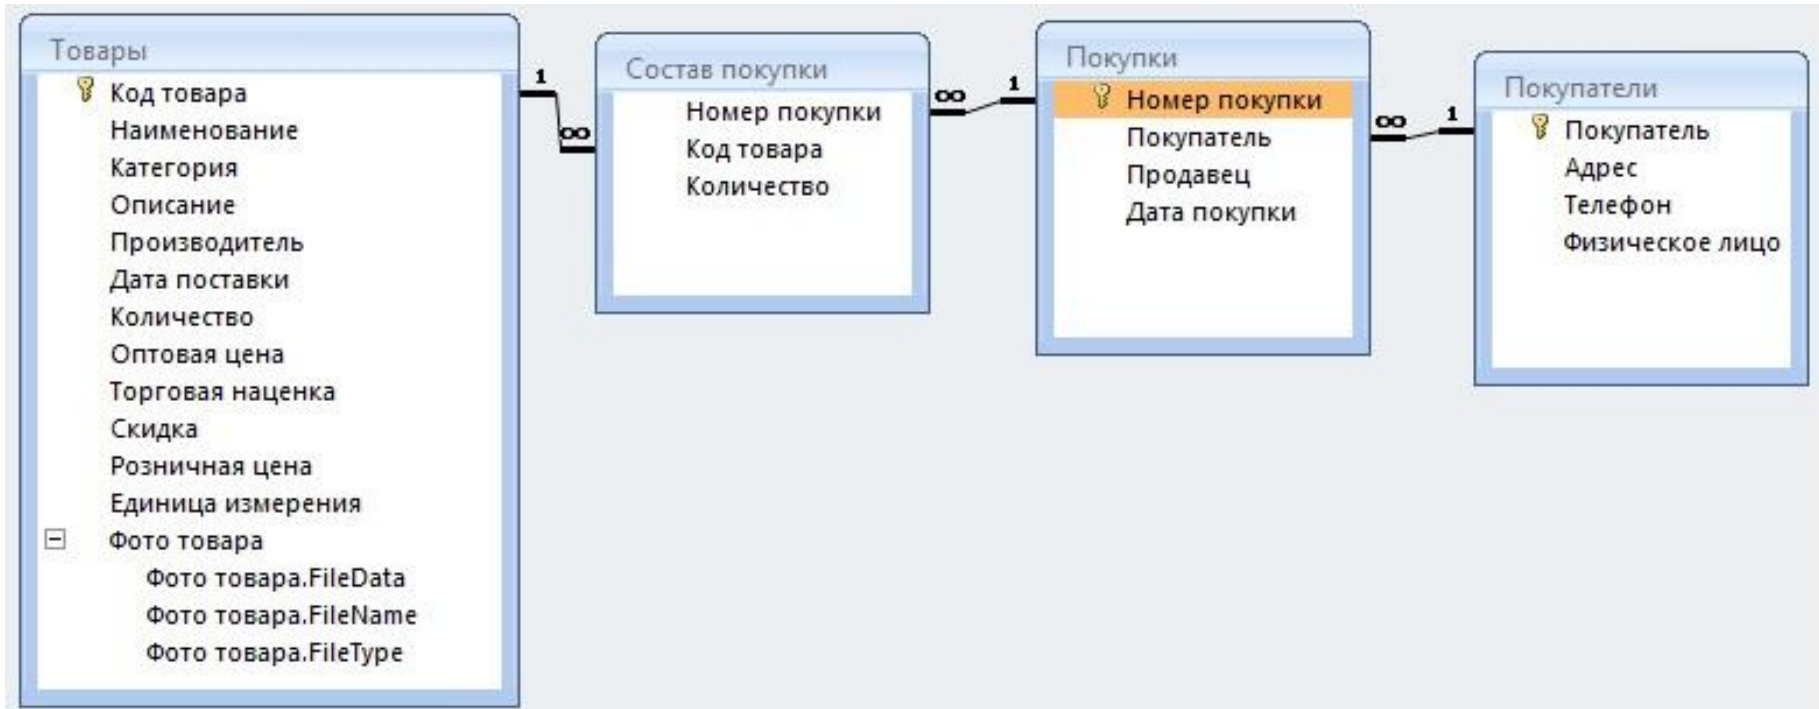 Товары
Код товара
Наименование
Категория
Описание
Производитель
Дата поставки
Количество
Оптовая цена
Торговая наценка
Скидка
Розничная цена
Единица измерения
Фото товара
Фото товара.FileData
Фото товара.FileName
Фото товара.FileType
1
∞
Состав покупки
Номер покупки
Код товара
Количество
∞
1
Покупки
Номер покупки
Покупатель
Продавец
Дата покупки
∞
1
Покупатели
Покупатель
Адрес
Телефон
Физическое лицо